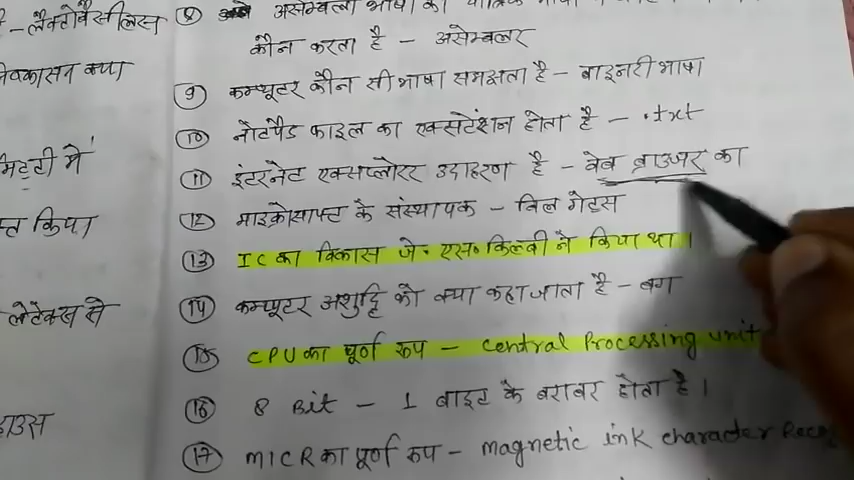 लैक्टोबैसीलिस
क्या
मिट्टी में
किया
लेटेक्स से
हाउस
8 असेम्बली भाषा का यांत्रिक भाषा
कौन करता है - असेम्बलर
9 कम्प्यूटर कौन सी भाषा समझता है - बाइनरी भाषा
10 नोटपैड फाइल का एक्सटेंशन होता है - .txt
11 इंटरनेट एक्सप्लोरर उदाहरण है - वेब ब्राउजर का
12 माइक्रोसाफ्ट के संस्थापक - बिल गेट्स
13 IC का विकास जे. एस. किल्बी ने किया था।
14 कम्प्यूटर अशुद्धि को क्या कहा जाता है - बग
15 CPU का पूर्ण रूप - Central Processing unit
16 8 Bit - 1 बाइट के बराबर होता है।
17 MICR का पूर्ण रूप - magnetic ink character